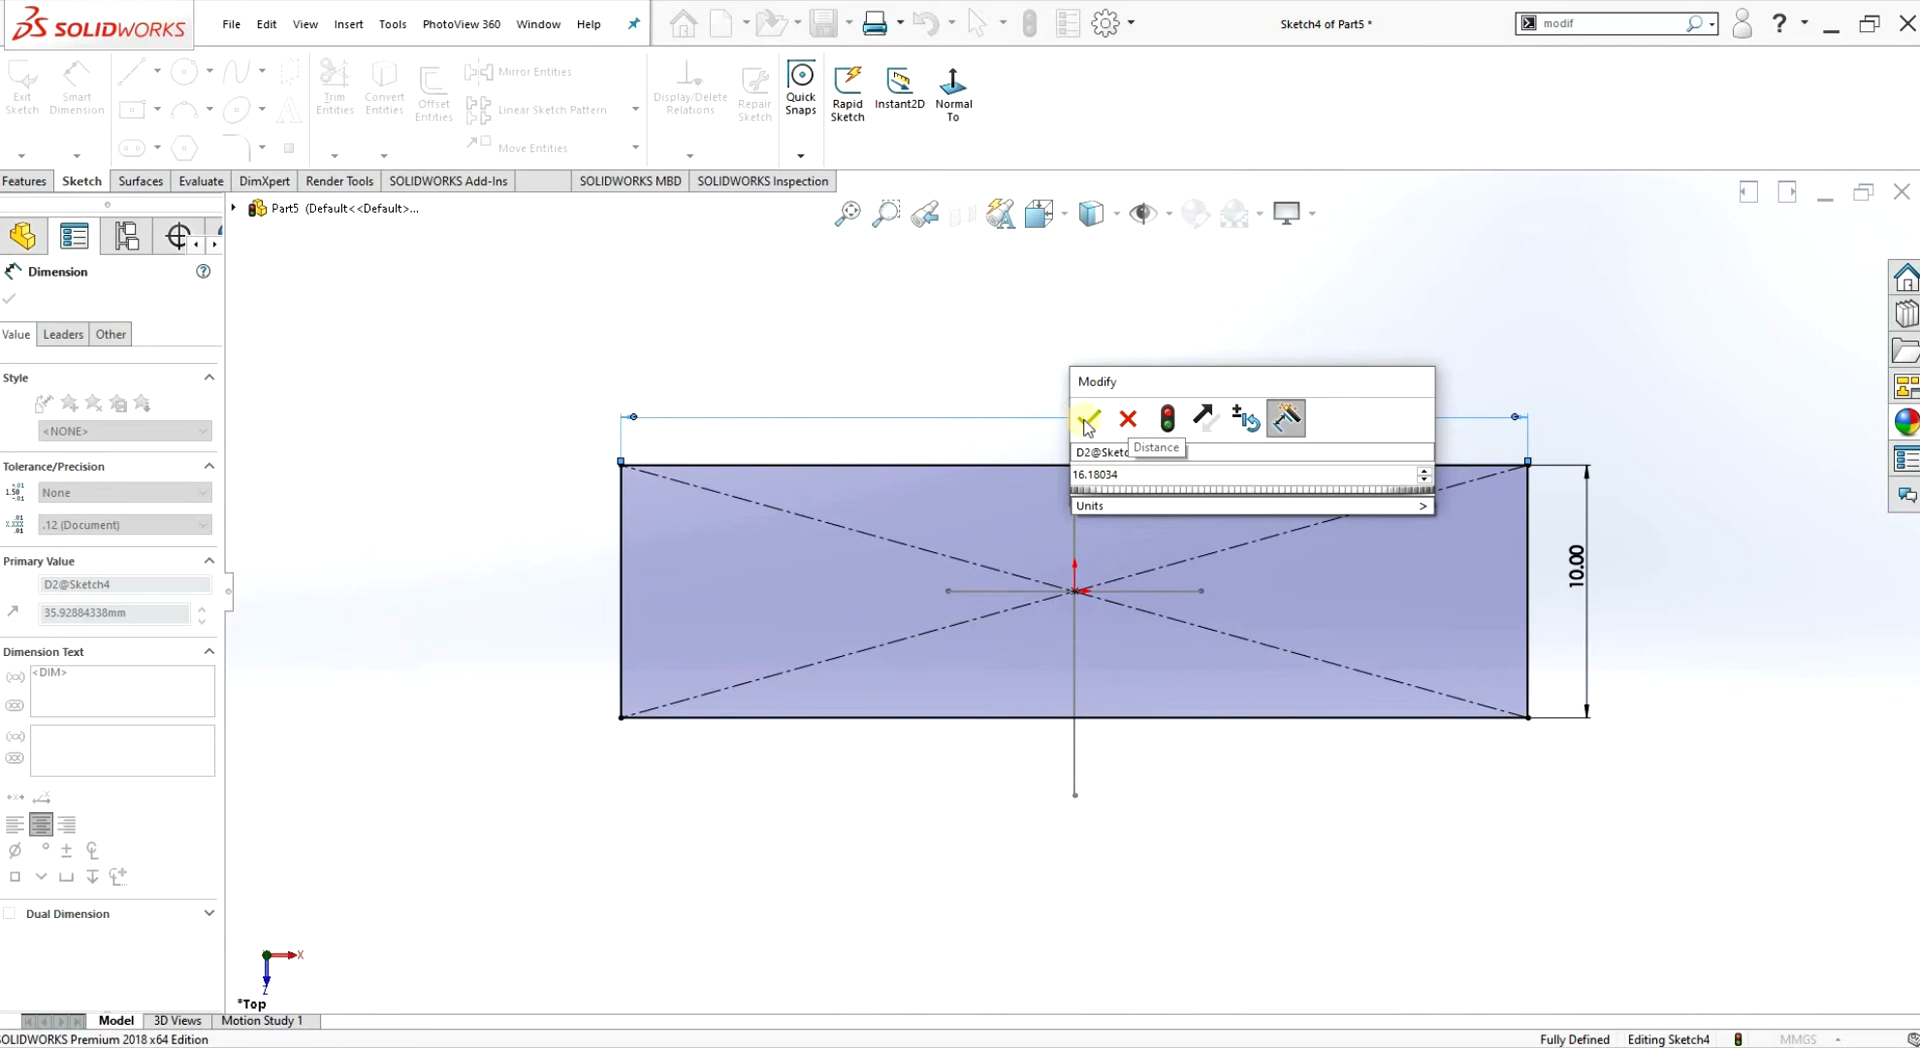 SOLIDWORKS
File Edit View Insert Tools PhotoView 360 Window Help
Sketch4 of Part5 *
modif
Exit Sketch
Smart Dimension
Trim Entities
Convert Entities
Offset Entities
Mirror Entities
Linear Sketch Pattern
Move Entities
Display/Delete Relations
Repair Sketch
Quick Snaps
Rapid Sketch
Instant2D
Normal To
Features Sketch Surfaces Evaluate DimXpert Render Tools SOLIDWORKS Add-Ins SOLIDWORKS MBD SOLIDWORKS Inspection
Part5 (Default<<Default>...
Dimension
Value Leaders Other
Style
<NONE>
Tolerance/Precision
None
.12 (Document)
Primary Value
D2@Sketch4
35.92884338mm
Dimension Text
<DIM>
Dual Dimension
Modify
Distance
D2@Sketc
16.18034
Units >
10.00
X
Z
*Top
Model 3D Views Motion Study 1
SOLIDWORKS Premium 2018 x64 Edition
Fully Defined Editing Sketch4 MMGS